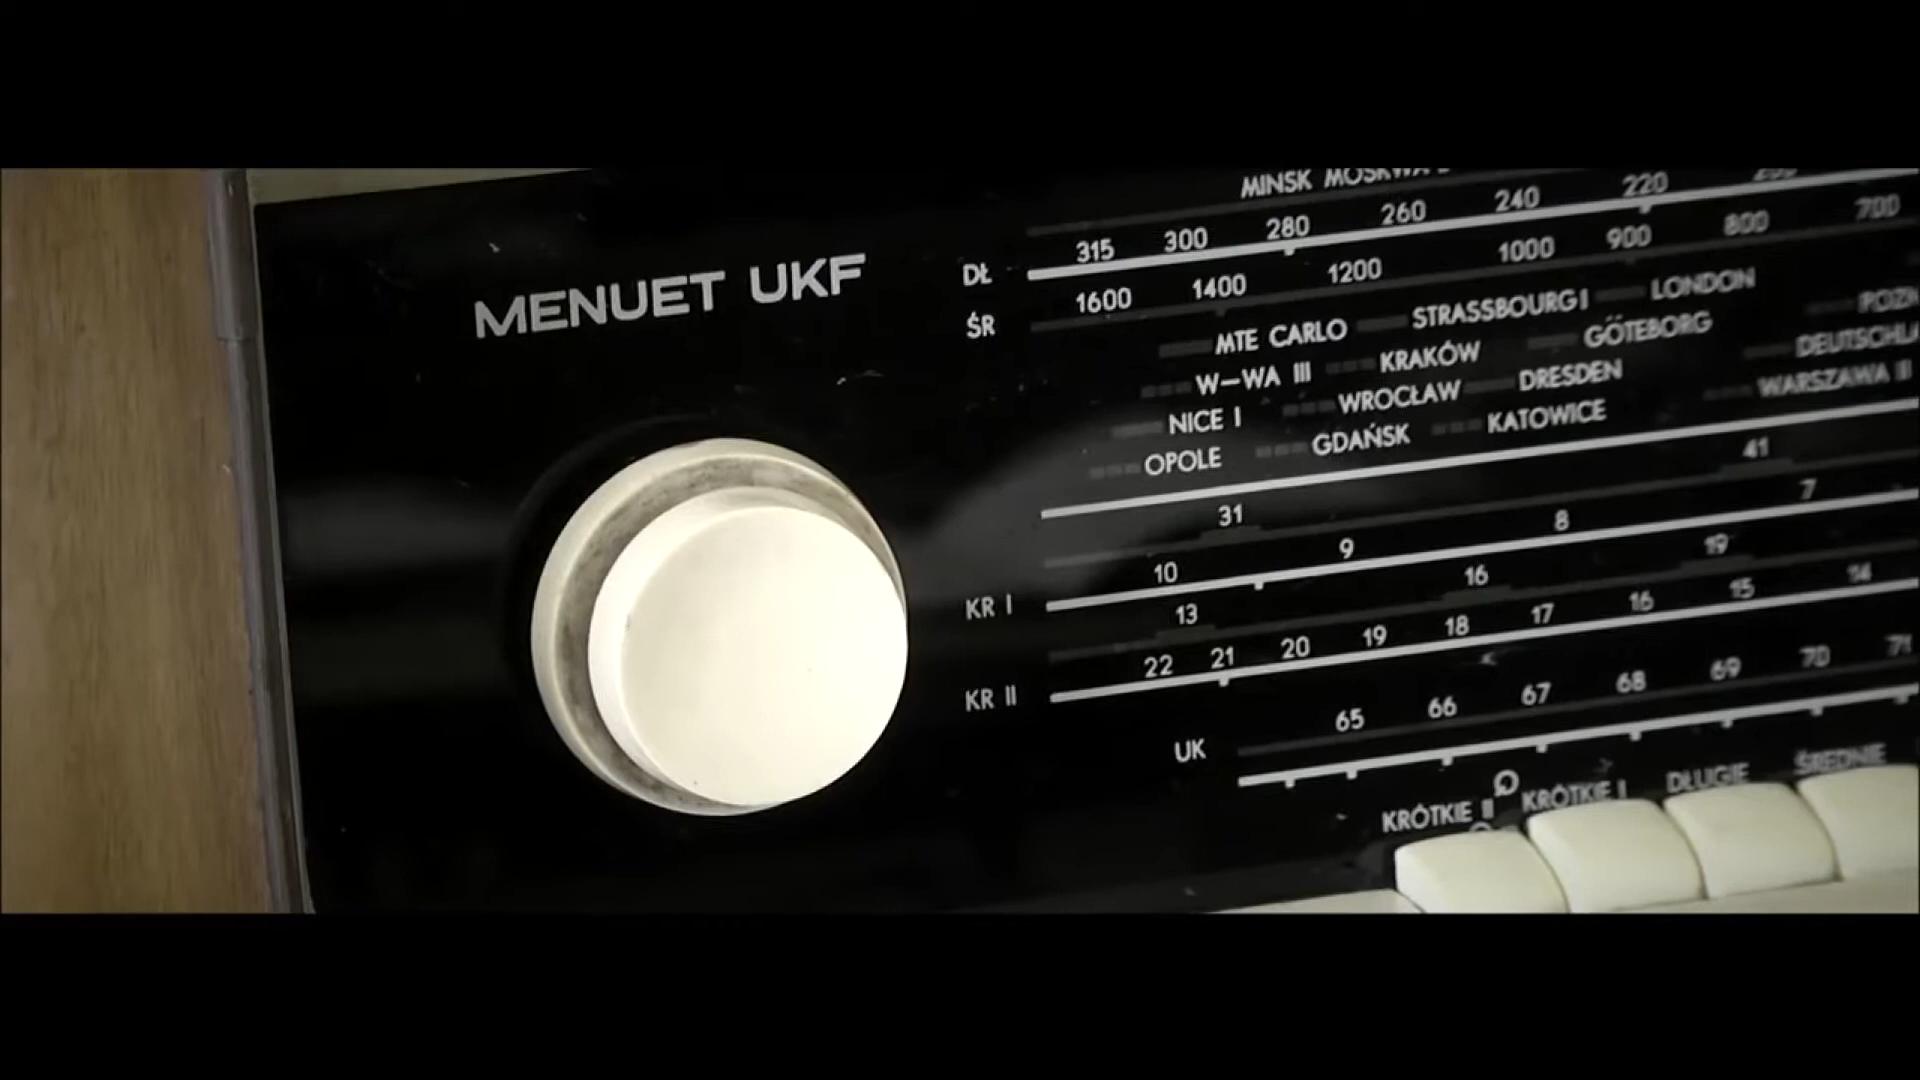 MENUET UKF
MINSK MOSKWA
315 300 280 260 240 220
DŁ
1600 1400 1200 1000 900 800 700
ŚR
MTE CARLO STRASSBOURG I LONDON
W-WA III KRAKÓW GÖTEBORG
NICE I WROCŁAW DRESDEN WARSZAWA II
OPOLE GDAŃSK KATOWICE
31 41
10 9 8 7
KR I
13 16 19
22 21 20 19 18 17 16 15 14
KR II
65 66 67 68 69 70 71
UK
KRÓTKIE II KRÓTKIE I DŁUGIE ŚREDNIE